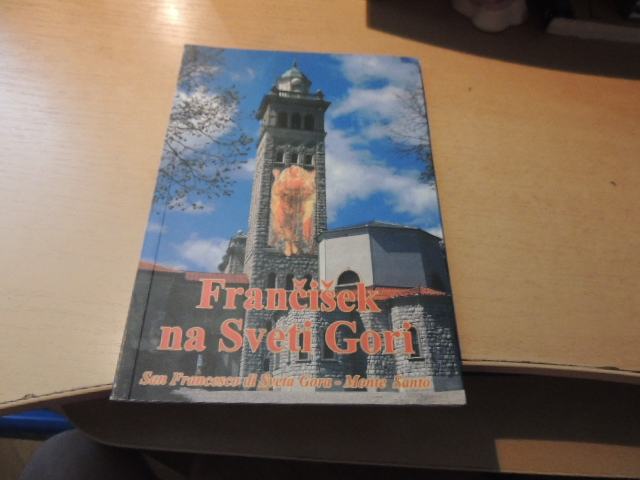 Frančišek
na Sveti Gori
San Francesco di Sveta Gora - Monte Santo